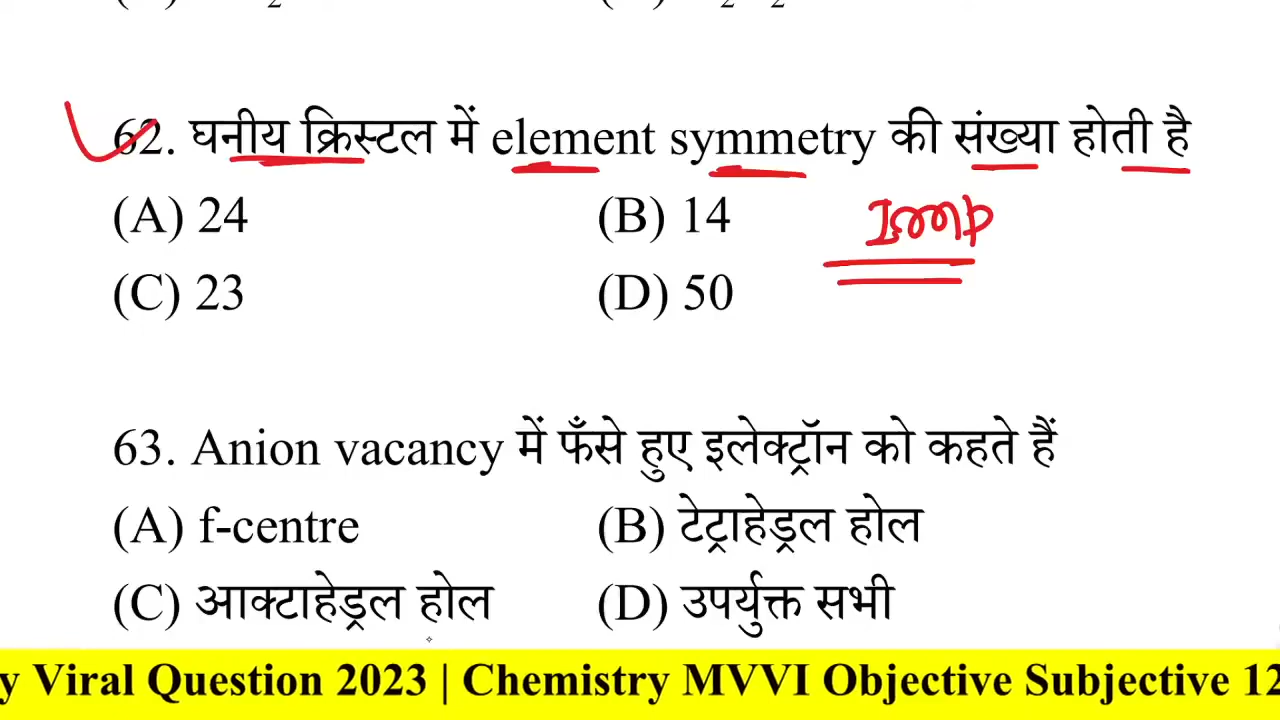 62. घनीय क्रिस्टल में element symmetry की संख्या होती है
(A) 24 (B) 14
Imp
(C) 23 (D) 50
63. Anion vacancy में फँसे हुए इलेक्ट्रॉन को कहते हैं
(A) f-centre (B) टेट्राहेड्रल होल
(C) आक्टाहेड्रल होल (D) उपर्युक्त सभी
y Viral Question 2023 | Chemistry MVVI Objective Subjective 12